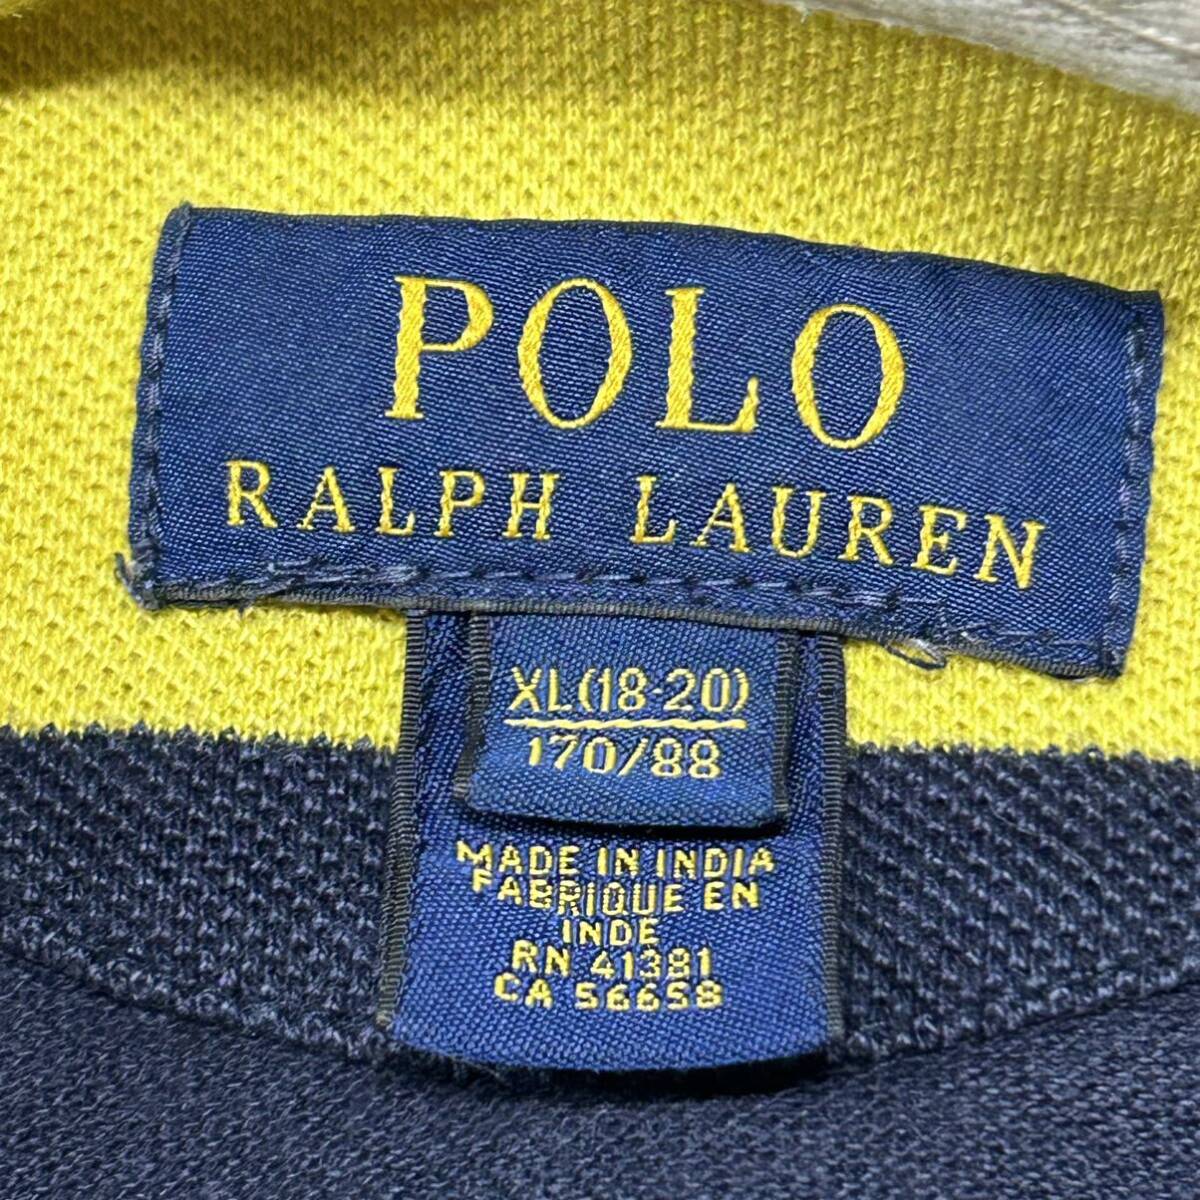 POLO
RALPH LAUREN
XL(18-20)
170/88
MADE IN INDIA
FABRIQUE EN
INDE
RN 41381
CA 56658